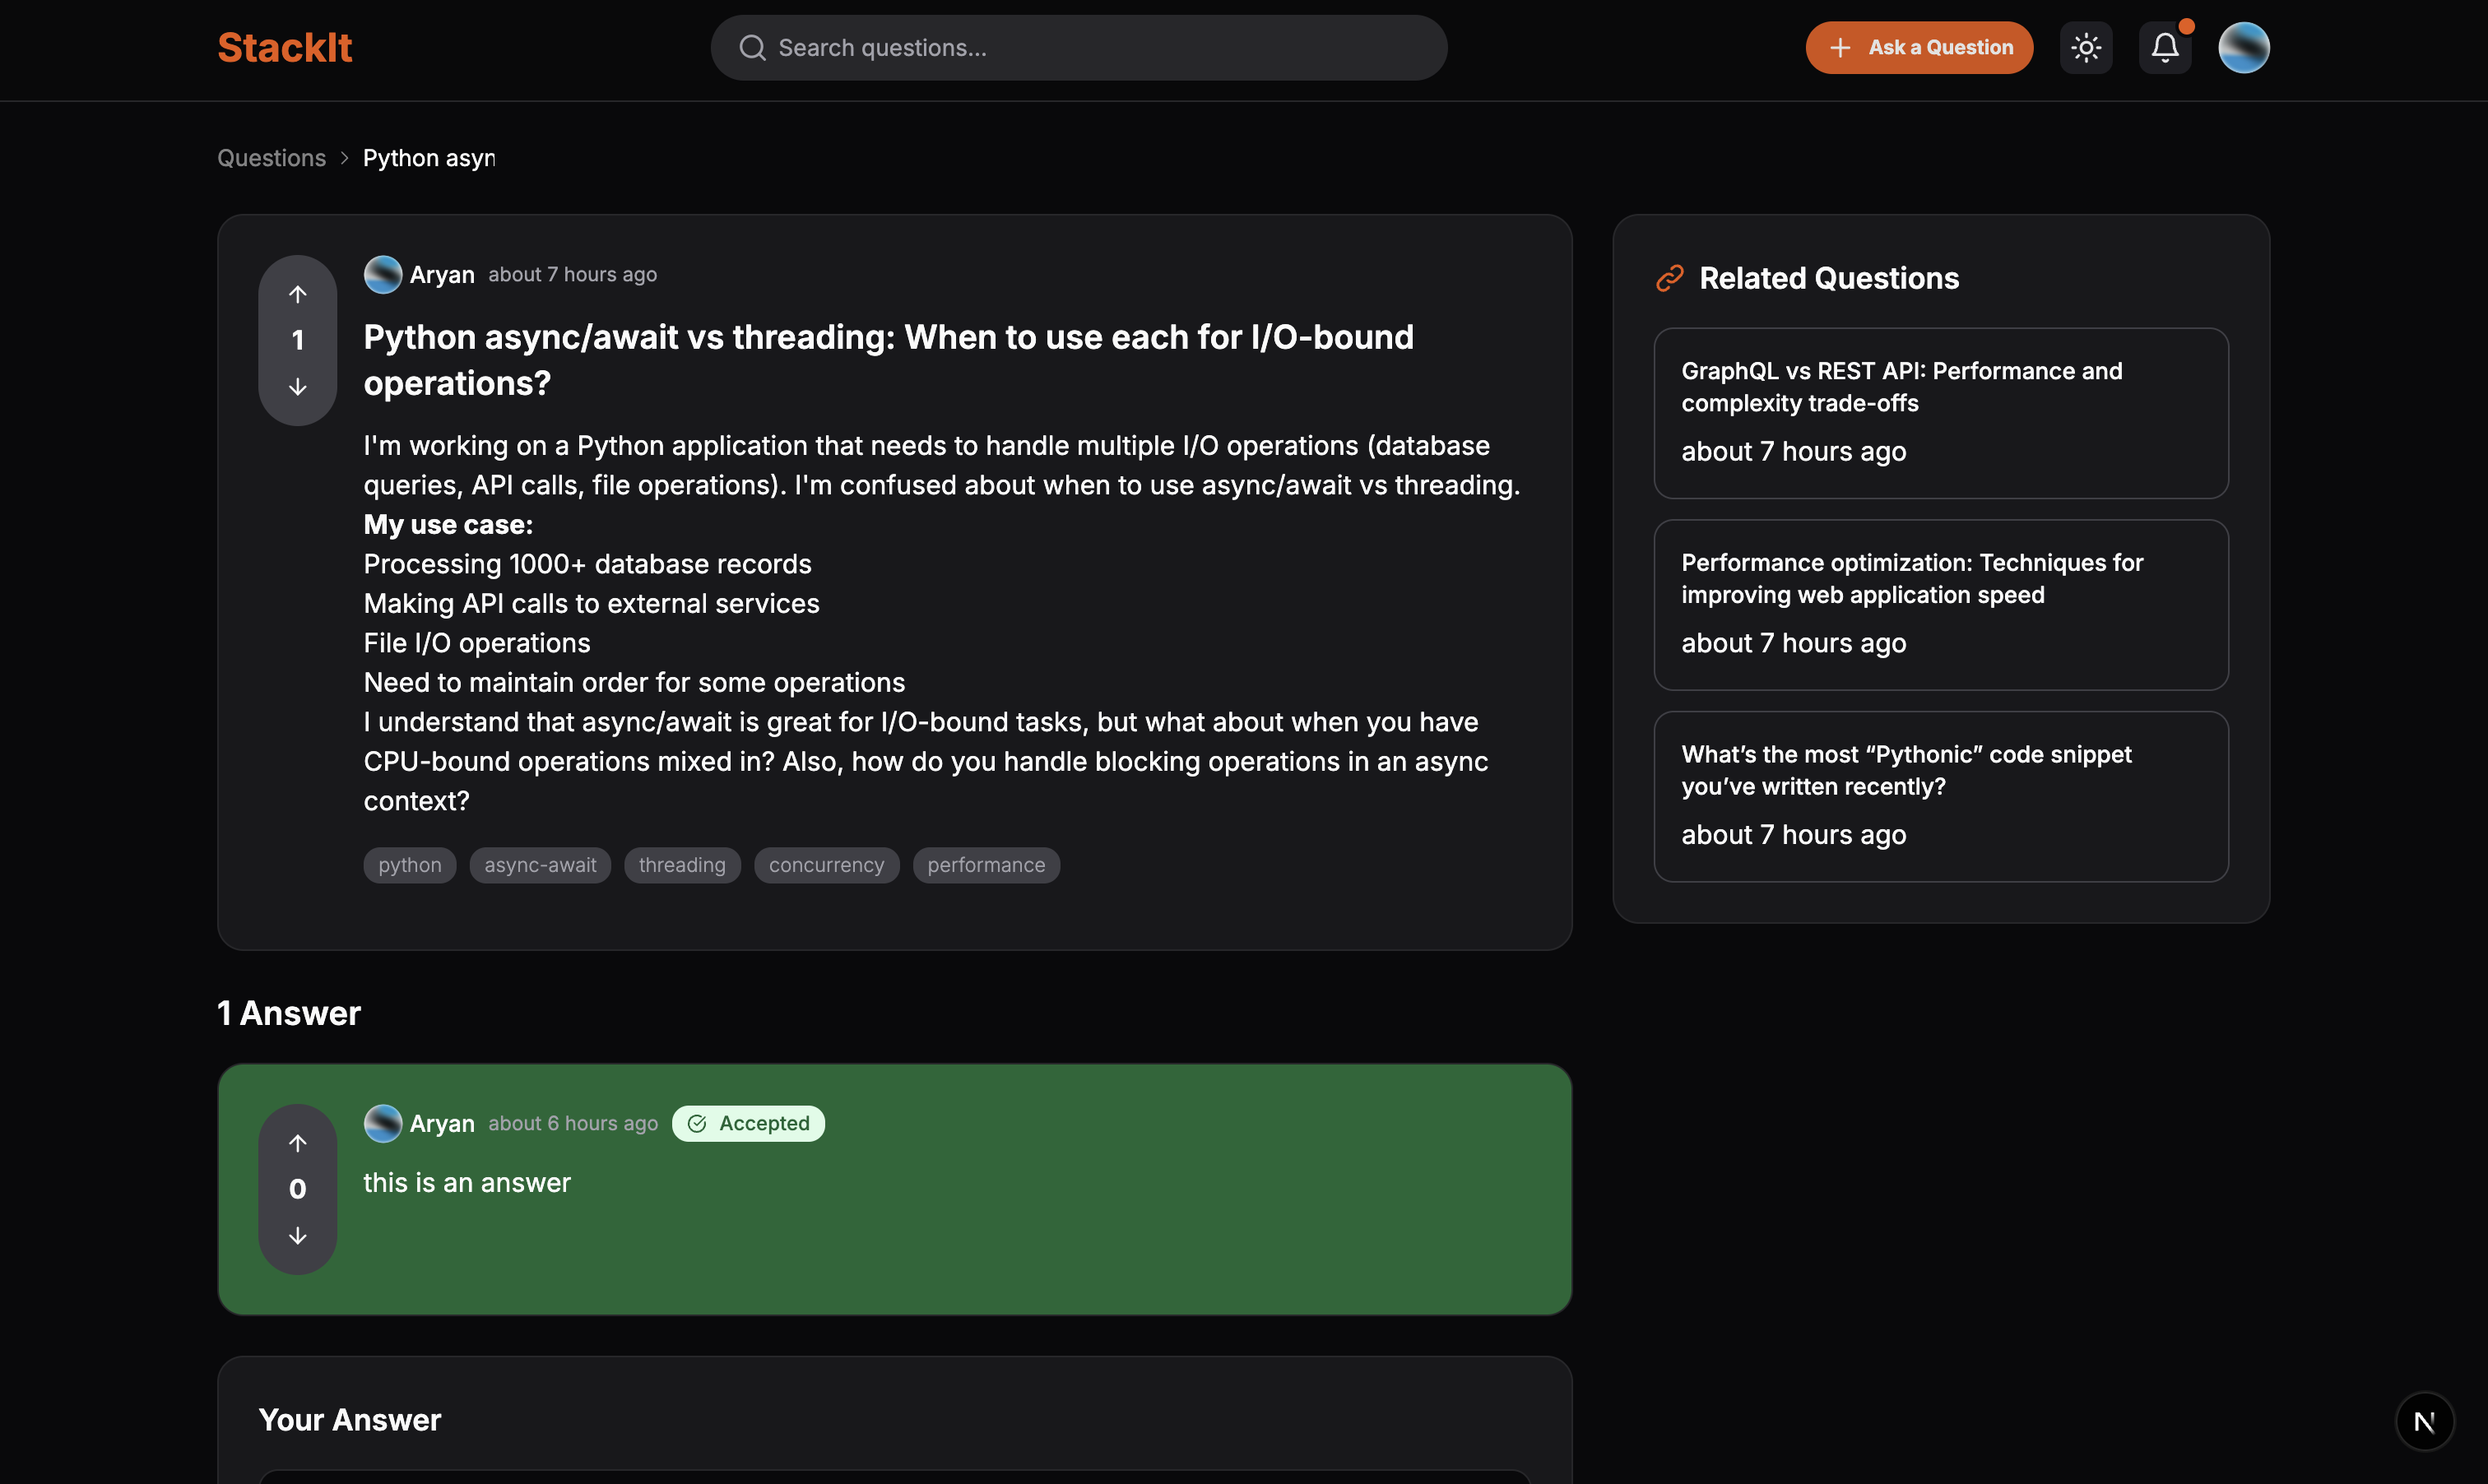 StackIt
Search questions...
Ask a Question
Questions > Python asyn
Aryan about 7 hours ago
1
Python async/await vs threading: When to use each for I/O-bound
operations?
I'm working on a Python application that needs to handle multiple I/O operations (database
queries, API calls, file operations). I'm confused about when to use async/await vs threading.
My use case:
Processing 1000+ database records
Making API calls to external services
File I/O operations
Need to maintain order for some operations
I understand that async/await is great for I/O-bound tasks, but what about when you have
CPU-bound operations mixed in? Also, how do you handle blocking operations in an async
context?
python async-await threading concurrency performance
Related Questions
GraphQL vs REST API: Performance and
complexity trade-offs
about 7 hours ago
Performance optimization: Techniques for
improving web application speed
about 7 hours ago
What’s the most “Pythonic” code snippet
you’ve written recently?
about 7 hours ago
1 Answer
Aryan about 6 hours ago Accepted
0
this is an answer
Your Answer
N